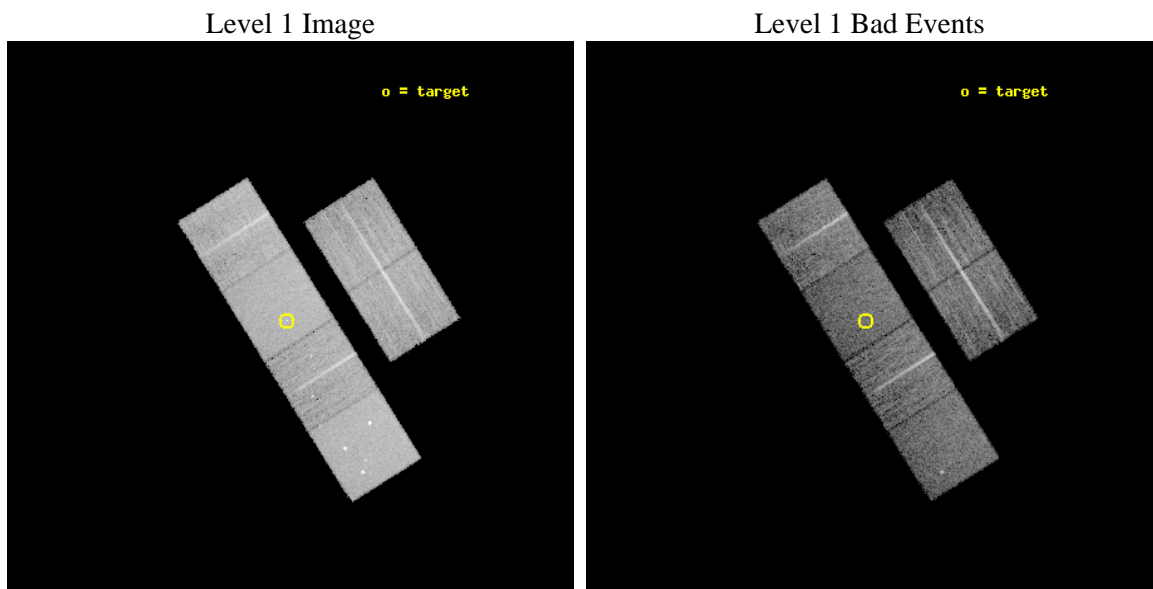 Level 1 Image
Level 1 Bad Events
o = target
o = target